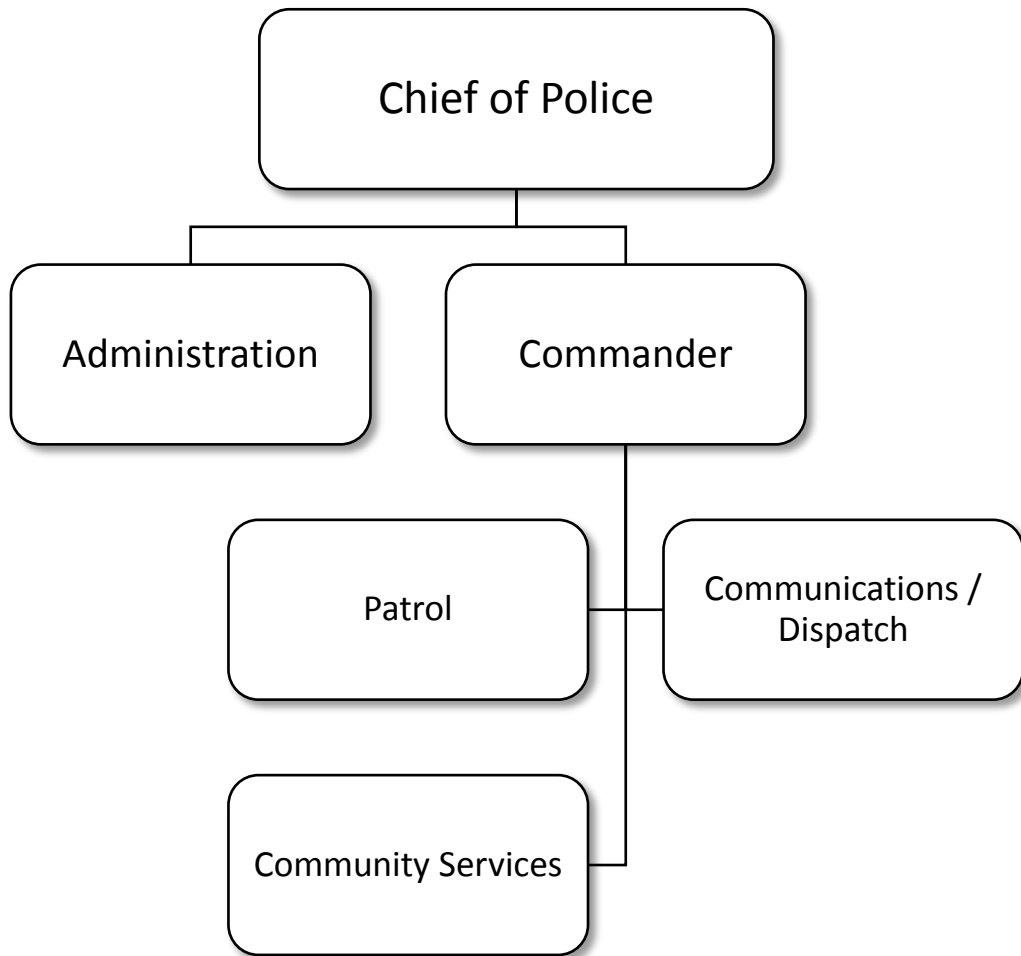 Chief of Police
Administration
Commander
Patrol
Communications /
Dispatch
Community Services